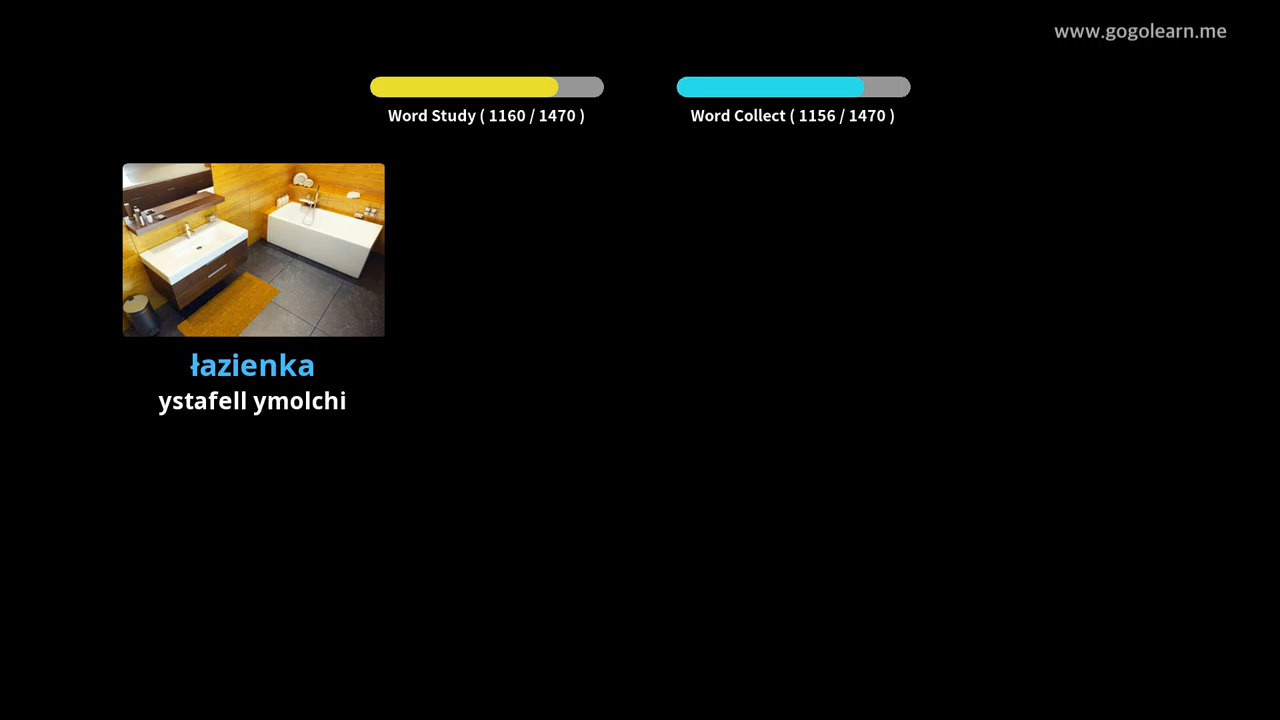 www.gogolearn.me
Word Study ( 1160 / 1470 )
Word Collect ( 1156 / 1470 )
łazienka
ystafell ymolchi